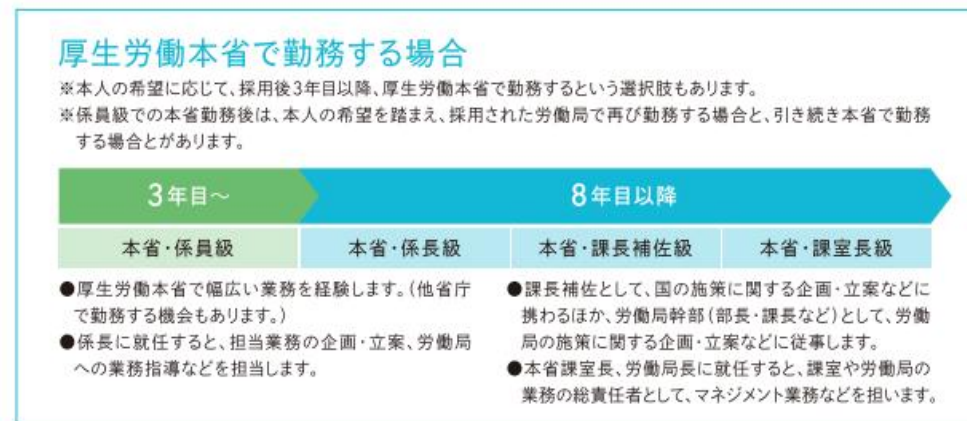 厚生労働本省で勤務する場合
※本人の希望に応じて、採用後3年目以降、厚生労働本省で勤務するという選択肢もあります。
※係員級での本省勤務後は、本人の希望を踏まえ、採用された労働局で再び勤務する場合と、引き続き本省で勤務
する場合とがあります。
3年目～
8年目以降
本省・係員級
本省・係長級
本省・課長補佐級
本省・課室長級
●厚生労働本省で幅広い業務を経験します。(他省庁
で勤務する機会もあります。)
●係長に就任すると、担当業務の企画・立案、労働局
への業務指導などを担当します。
●課長補佐として、国の施策に関する企画・立案などに
携わるほか、労働局幹部(部長・課長など)として、労働
局の施策に関する企画・立案などに従事します。
●本省課室長、労働局長に就任すると、課室や労働局の
業務の総責任者として、マネジメント業務などを担います。